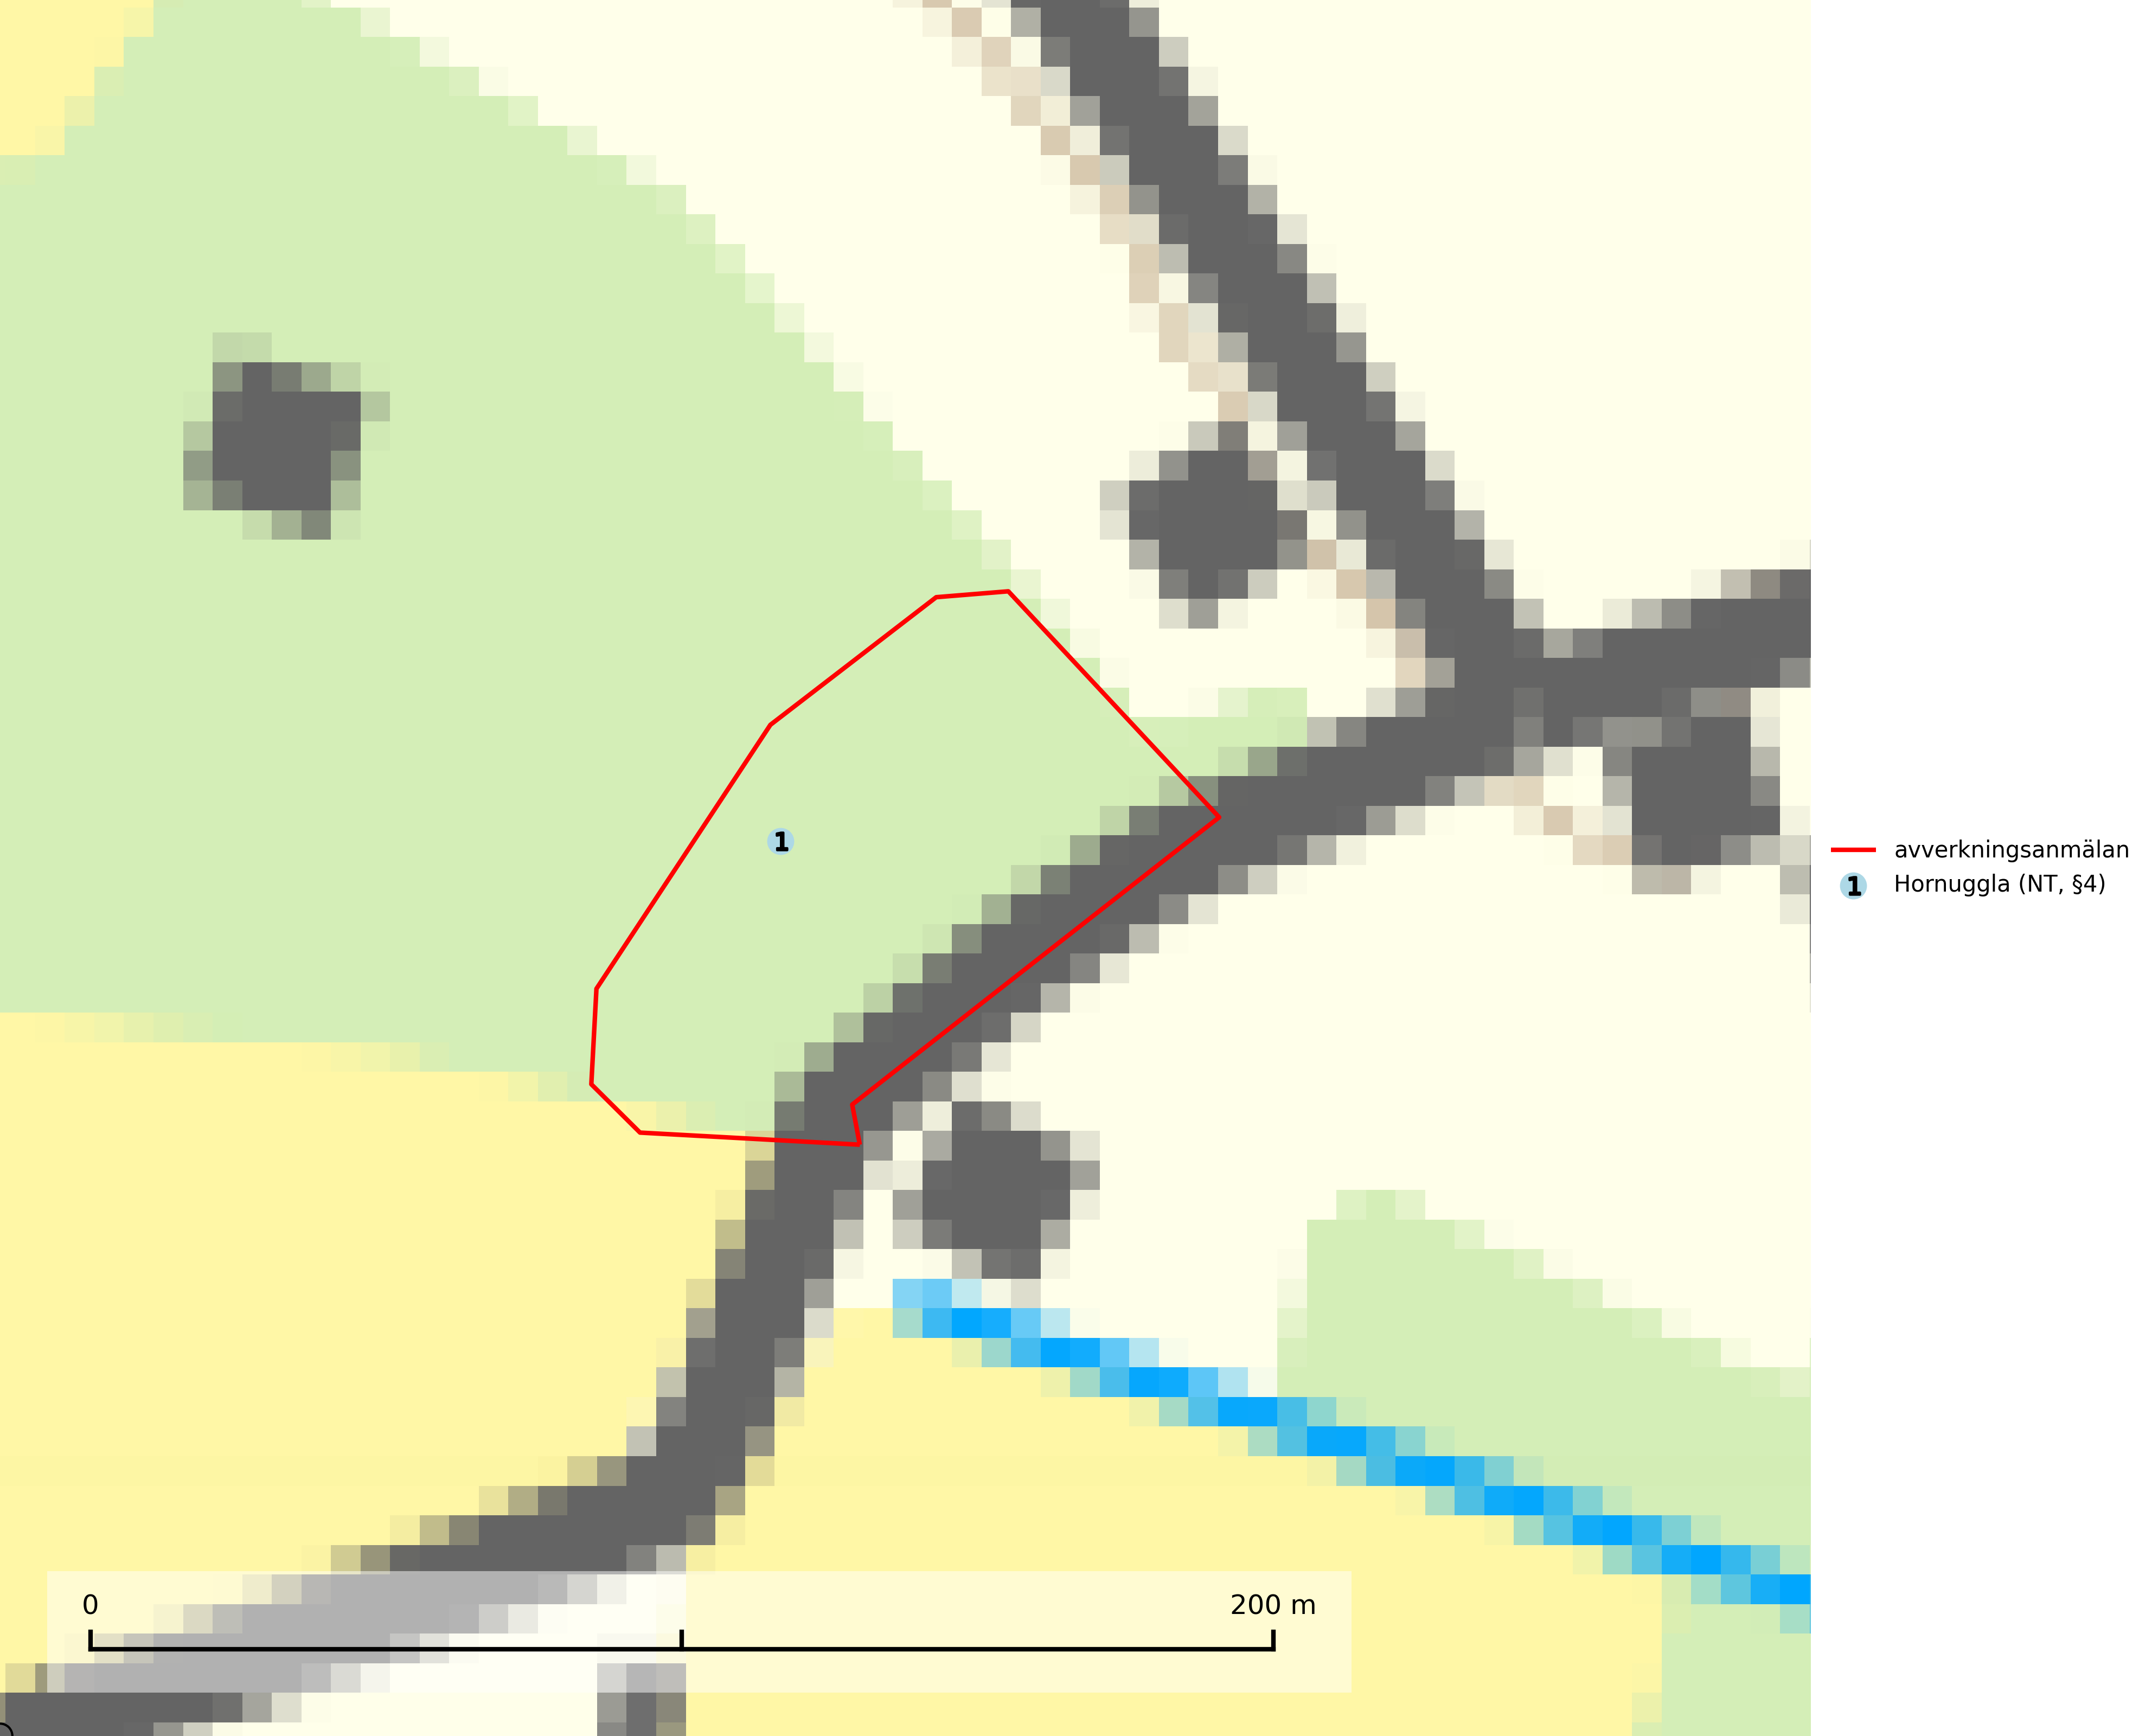 1
avverkningsanmälan
1 Hornuggla (NT, §4)
0 200 m